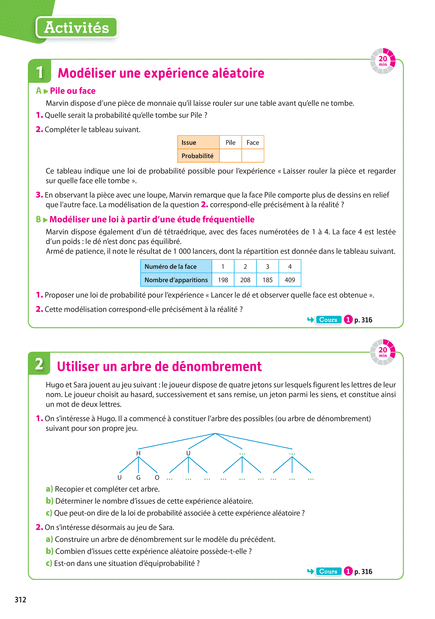 Activités
20
min
1 Modéliser une expérience aléatoire
A ▸ Pile ou face
Marvin dispose d'une pièce de monnaie qu'il laisse rouler sur une table avant qu'elle ne tombe.
1. Quelle serait la probabilité qu'elle tombe sur Pile ?
2. Compléter le tableau suivant.
Issue Pile Face
Probabilité
Ce tableau indique une loi de probabilité possible pour l'expérience « Laisser rouler la pièce et regarder
sur quelle face elle tombe ».
3. En observant la pièce avec une loupe, Marvin remarque que la face Pile comporte plus de dessins en relief
que l'autre face. La modélisation de la question 2. correspond-elle précisément à la réalité ?
B ▸ Modéliser une loi à partir d'une étude fréquentielle
Marvin dispose également d'un dé tétraédrique, avec des faces numérotées de 1 à 4. La face 4 est lestée
d'un poids : le dé n'est donc pas équilibré.
Armé de patience, il note le résultat de 1 000 lancers, dont la répartition est donnée dans le tableau suivant.
Numéro de la face 1 2 3 4
Nombre d'apparitions 198 208 185 409
1. Proposer une loi de probabilité pour l'expérience « Lancer le dé et observer quelle face est obtenue ».
2. Cette modélisation correspond-elle précisément à la réalité ?
Cours 1 p. 316
20
min
2 Utiliser un arbre de dénombrement
Hugo et Sara jouent au jeu suivant : le joueur dispose de quatre jetons sur lesquels figurent les lettres de leur
nom. Le joueur choisit au hasard, successivement et sans remise, un jeton parmi les siens, et constitue ainsi
un mot de deux lettres.
1. On s'intéresse à Hugo. Il a commencé à constituer l'arbre des possibles (ou arbre de dénombrement)
suivant pour son propre jeu.
H U ... ...
U G O ... ... ... ... ... ... ... ... ...
a) Recopier et compléter cet arbre.
b) Déterminer le nombre d'issues de cette expérience aléatoire.
c) Que peut-on dire de la loi de probabilité associée à cette expérience aléatoire ?
2. On s'intéresse désormais au jeu de Sara.
a) Construire un arbre de dénombrement sur le modèle du précédent.
b) Combien d'issues cette expérience aléatoire possède-t-elle ?
c) Est-on dans une situation d'équiprobabilité ?
Cours 1 p. 316
312